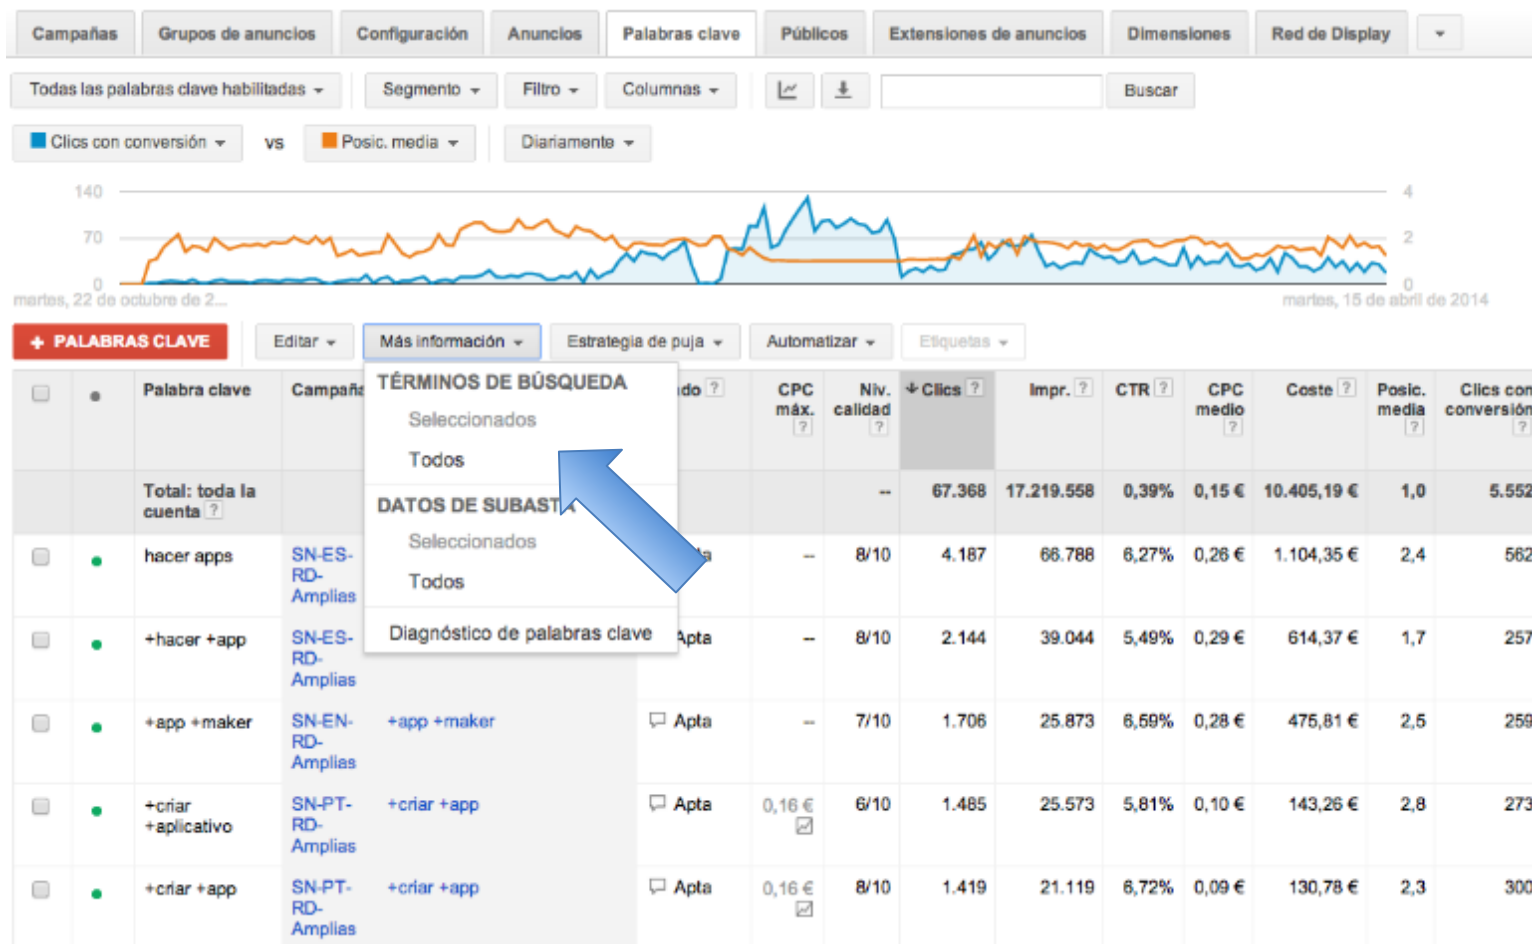 Campañas Grupos de anuncios Configuración Anuncios Palabras clave Públicos Extensiones de anuncios Dimensiones Red de Display
Todas las palabras clave habilitadas Segmento Filtro Columnas Buscar
Clics con conversión vs Posic. media Diariamente
140 4
70 2
0 0
martes, 22 de octubre de 2... martes, 15 de abril de 2014
+ PALABRAS CLAVE Editar Más información Estrategia de puja Automatizar Etiquetas
TÉRMINOS DE BÚSQUEDA
Seleccionados
Todos
DATOS DE SUBASTA
Seleccionados
Todos
Diagnóstico de palabras clave
Palabra clave Campaña do ? CPC Niv. Clics ? Impr. ? CTR ? CPC Coste ? Posic. Clics con
máx. calidad medio media conversión
? ? ? ? ?
Total: toda la -- 67.368 17.219.558 0,39% 0,15 € 10.405,19 € 1,0 5.552
cuenta ?
hacer apps SN-ES- -- 8/10 4.187 66.788 6,27% 0,26 € 1.104,35 € 2,4 562
RD-
Amplias
+hacer +app SN-ES- Apta -- 8/10 2.144 39.044 5,49% 0,29 € 614,37 € 1,7 257
RD-
Amplias
+app +maker SN-EN- +app +maker Apta -- 7/10 1.706 25.873 6,59% 0,28 € 475,81 € 2,5 259
RD-
Amplias
+criar SN-PT- +criar +app Apta 0,16 € 6/10 1.485 25.573 5,81% 0,10 € 143,26 € 2,8 273
+aplicativo RD-
Amplias
+criar +app SN-PT- +criar +app Apta 0,16 € 8/10 1.419 21.119 6,72% 0,09 € 130,78 € 2,3 300
RD-
Amplias